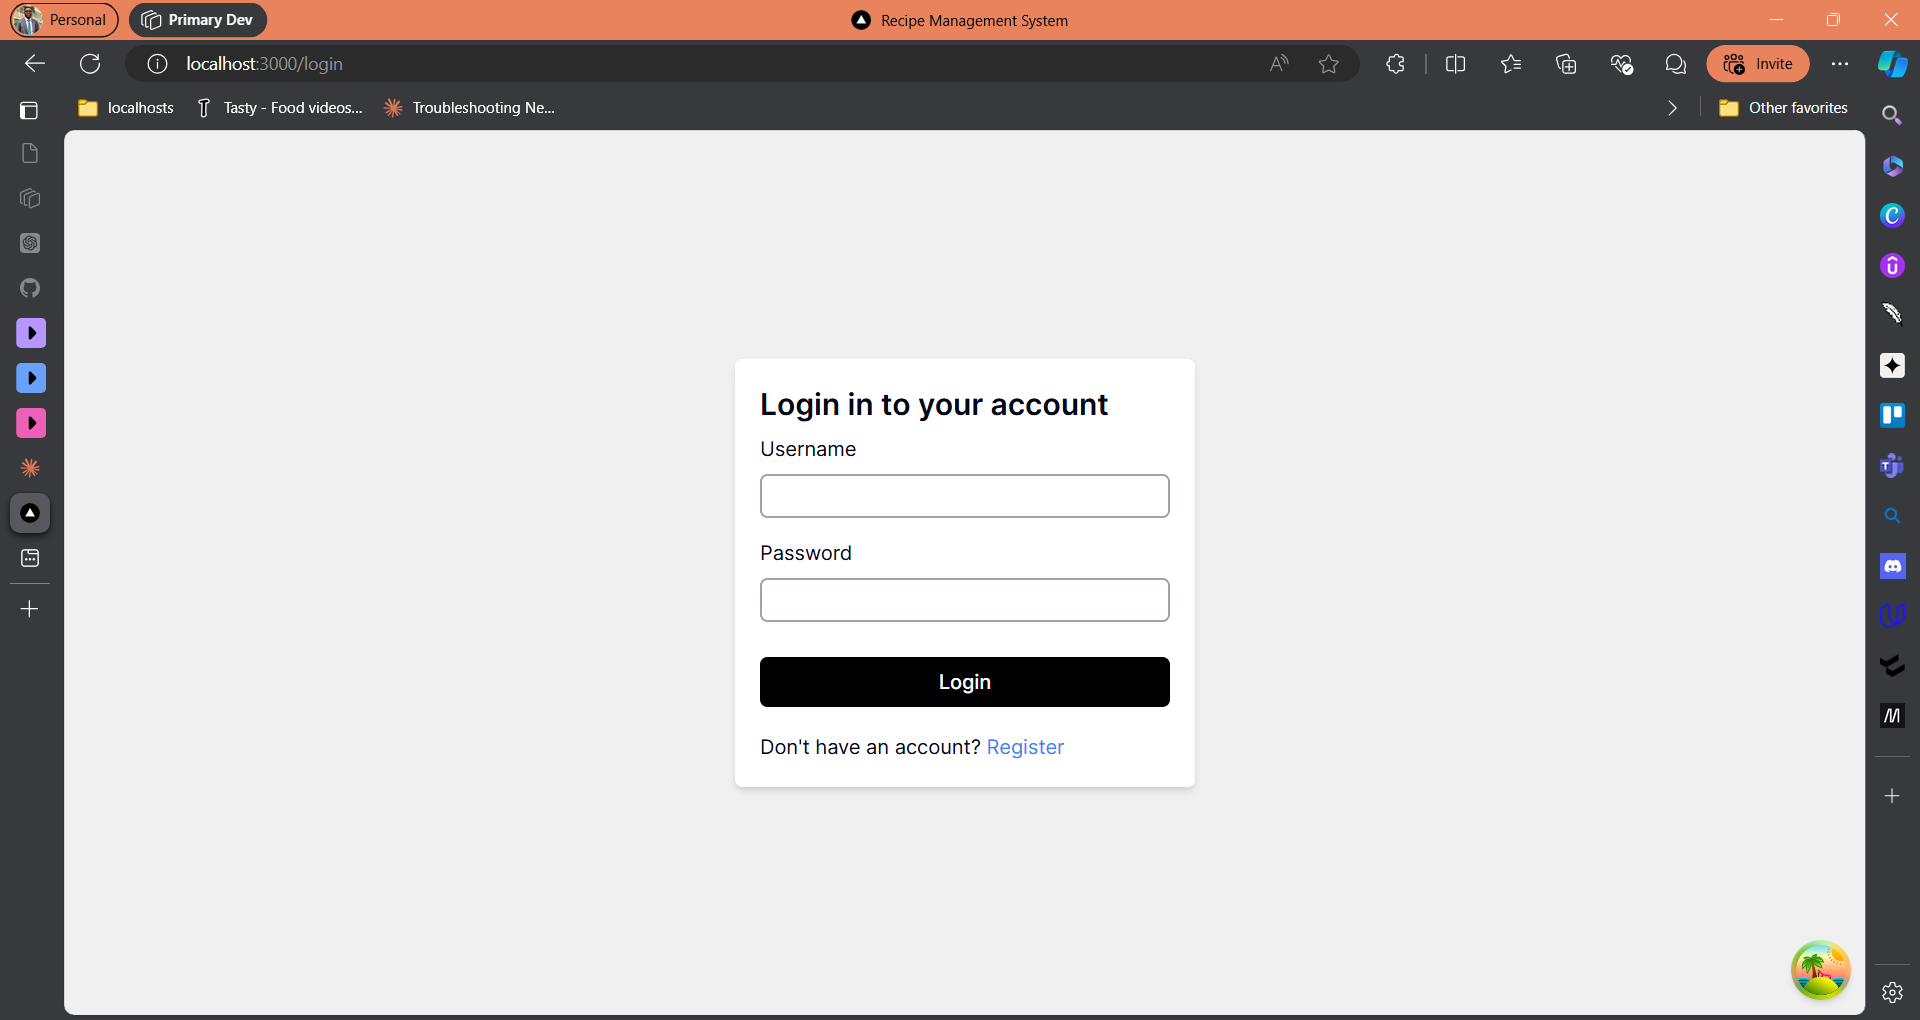 Personal
Primary Dev
Recipe Management System
localhost:3000/login
Invite
localhosts
Tasty - Food videos...
Troubleshooting Ne...
Other favorites
Login in to your account
Username
Password
Login
Don't have an account? Register